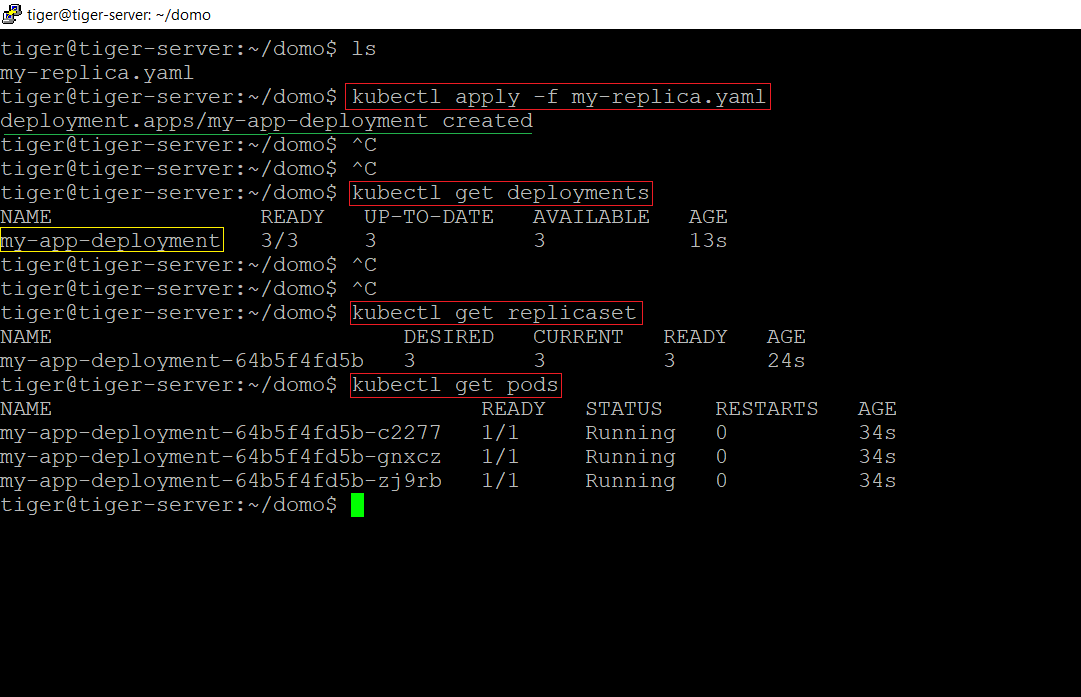 tiger@tiger-server: ~/domo
tiger@tiger-server:~/domo$ ls
my-replica.yaml
tiger@tiger-server:~/domo$ kubectl apply -f my-replica.yaml
deployment.apps/my-app-deployment created
tiger@tiger-server:~/domo$ ^C
tiger@tiger-server:~/domo$ ^C
tiger@tiger-server:~/domo$ kubectl get deployments
NAME READY UP-TO-DATE AVAILABLE AGE
my-app-deployment 3/3 3 3 13s
tiger@tiger-server:~/domo$ ^C
tiger@tiger-server:~/domo$ ^C
tiger@tiger-server:~/domo$ kubectl get replicaset
NAME DESIRED CURRENT READY AGE
my-app-deployment-64b5f4fd5b 3 3 3 24s
tiger@tiger-server:~/domo$ kubectl get pods
NAME READY STATUS RESTARTS AGE
my-app-deployment-64b5f4fd5b-c2277 1/1 Running 0 34s
my-app-deployment-64b5f4fd5b-gnxcz 1/1 Running 0 34s
my-app-deployment-64b5f4fd5b-zj9rb 1/1 Running 0 34s
tiger@tiger-server:~/domo$